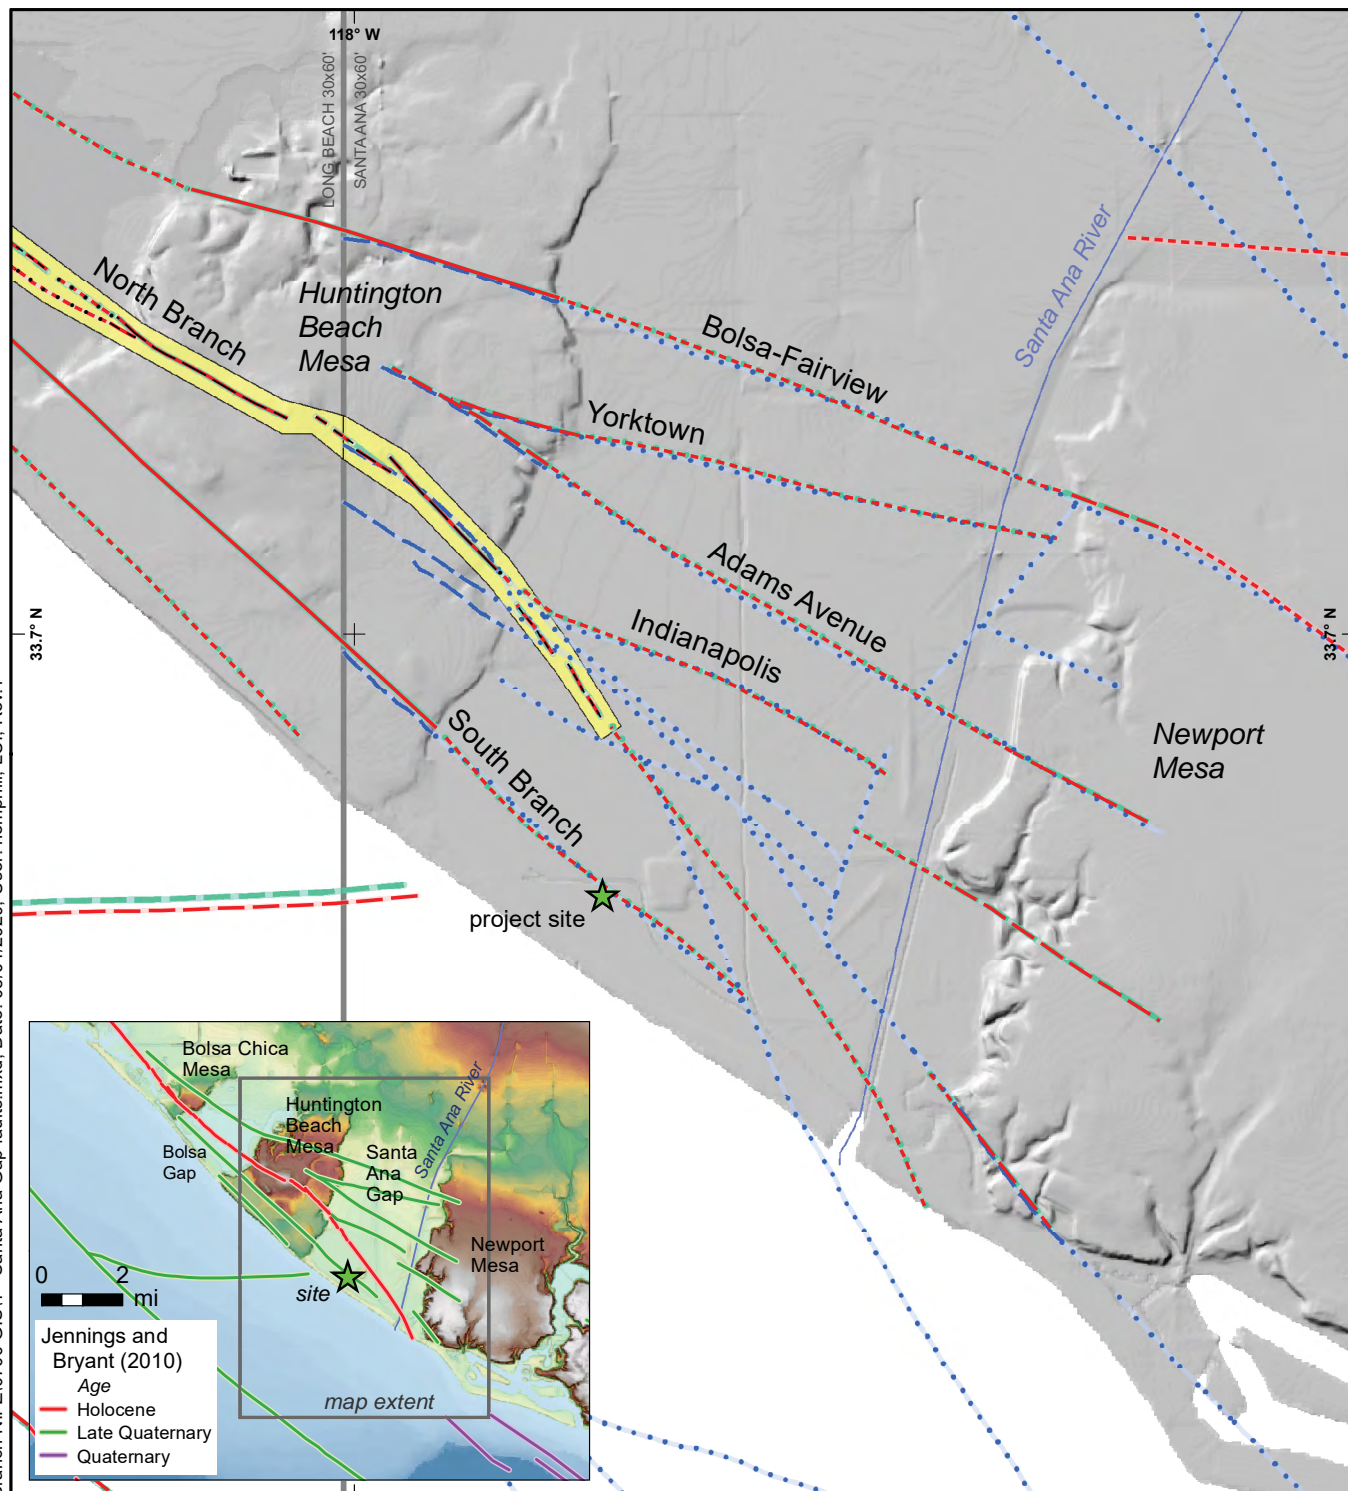 118° W
LONG BEACH 30x60'
SANTA ANA 30x60'
North Branch
Huntington
Beach
Mesa
Bolsa-Fairview
Santa Ana River
Yorktown
Adams Avenue
Indianapolis
33.7° N
33.7° N
South Branch
Newport
Mesa
project site
Bolsa Chica
Mesa
Huntington
Beach
Mesa
Bolsa
Gap
Santa
Ana
Gap
Santa Ana River
Newport
Mesa
0 2
mi
site
Jennings and
Bryant (2010)
Age
Holocene
Late Quaternary
Quaternary
map extent